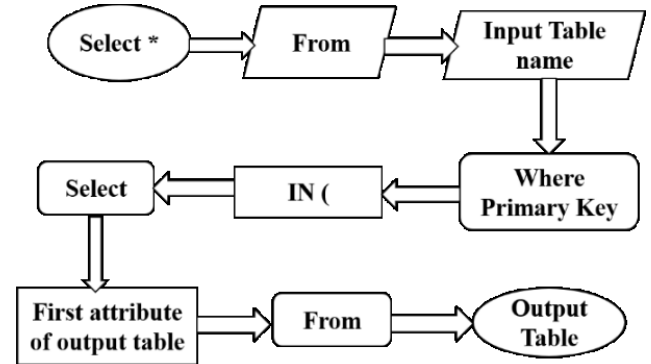 Select *
From
Input Table
name
Where
Primary Key
IN (
Select
First attribute
of output table
From
Output
Table